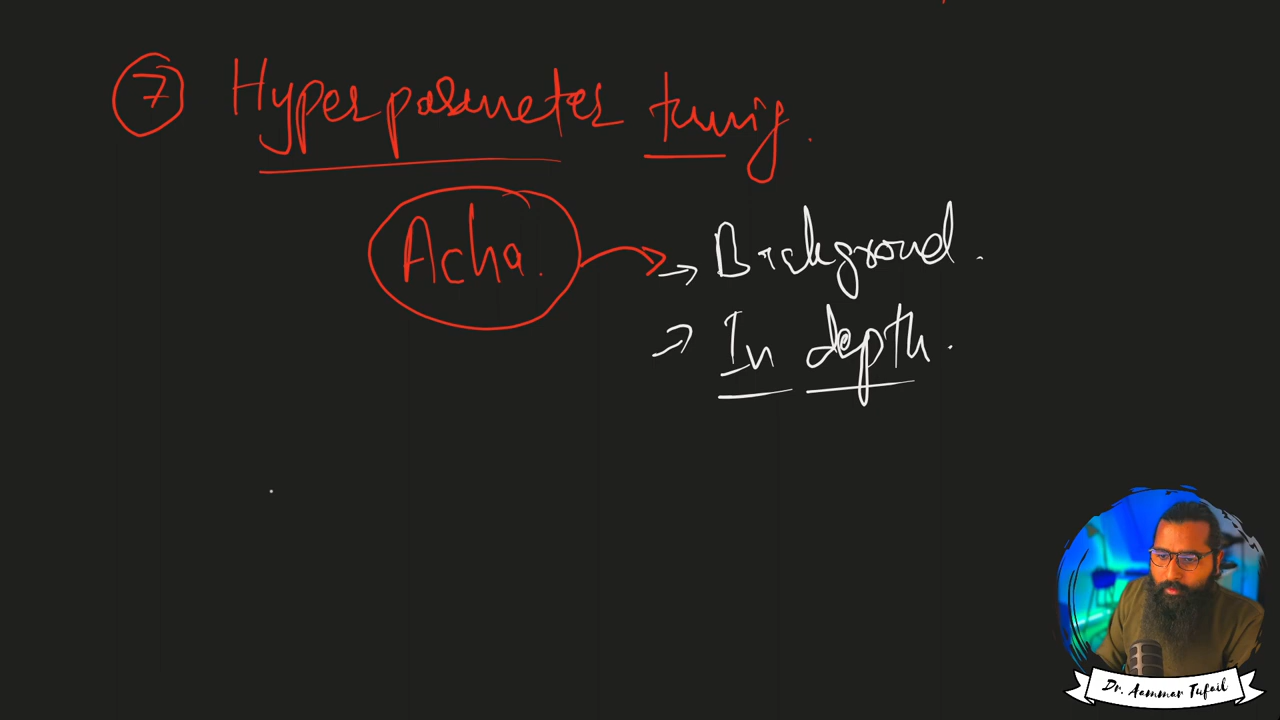 7 Hyperparameter tuning.
Acha. → Background.
→ In depth.
Dr. Aammar Tufail